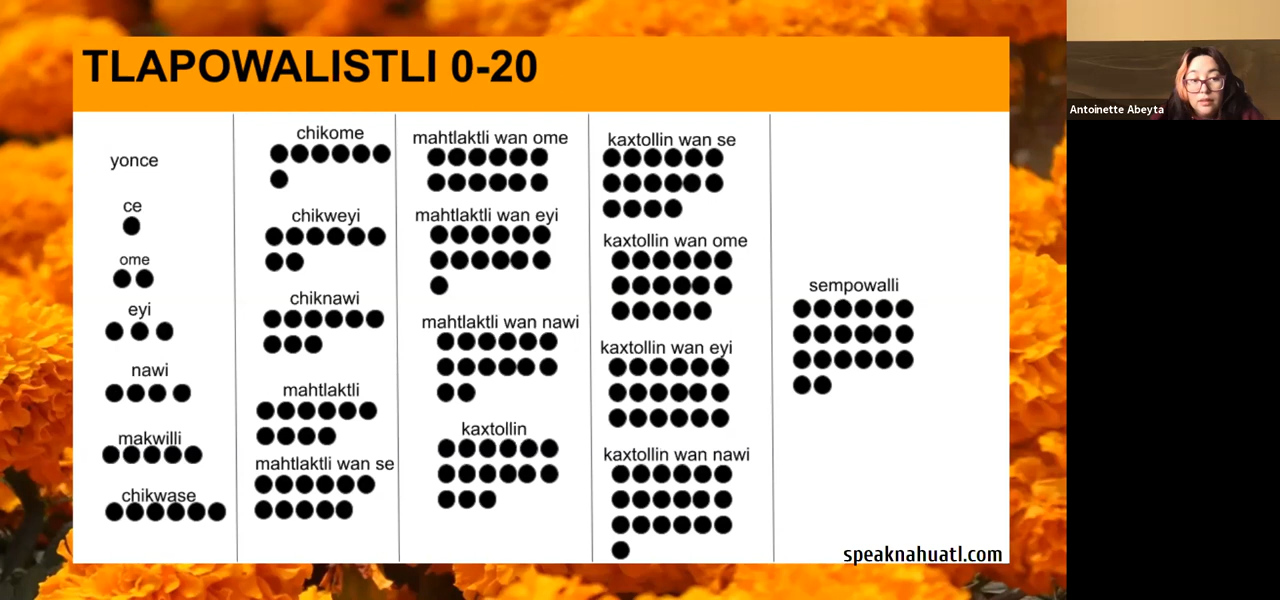 TLAPOWALISTLI 0-20
yonce
ce
ome
eyi
nawi
makwilli
chikwase
chikome
chikweyi
chiknawi
mahtlaktli
mahtlaktli wan se
mahtlaktli wan ome
mahtlaktli wan eyi
mahtlaktli wan nawi
kaxtollin
kaxtollin wan se
kaxtollin wan ome
kaxtollin wan eyi
kaxtollin wan nawi
sempowalli
speaknahuatl.com
Antoinette Abeyta